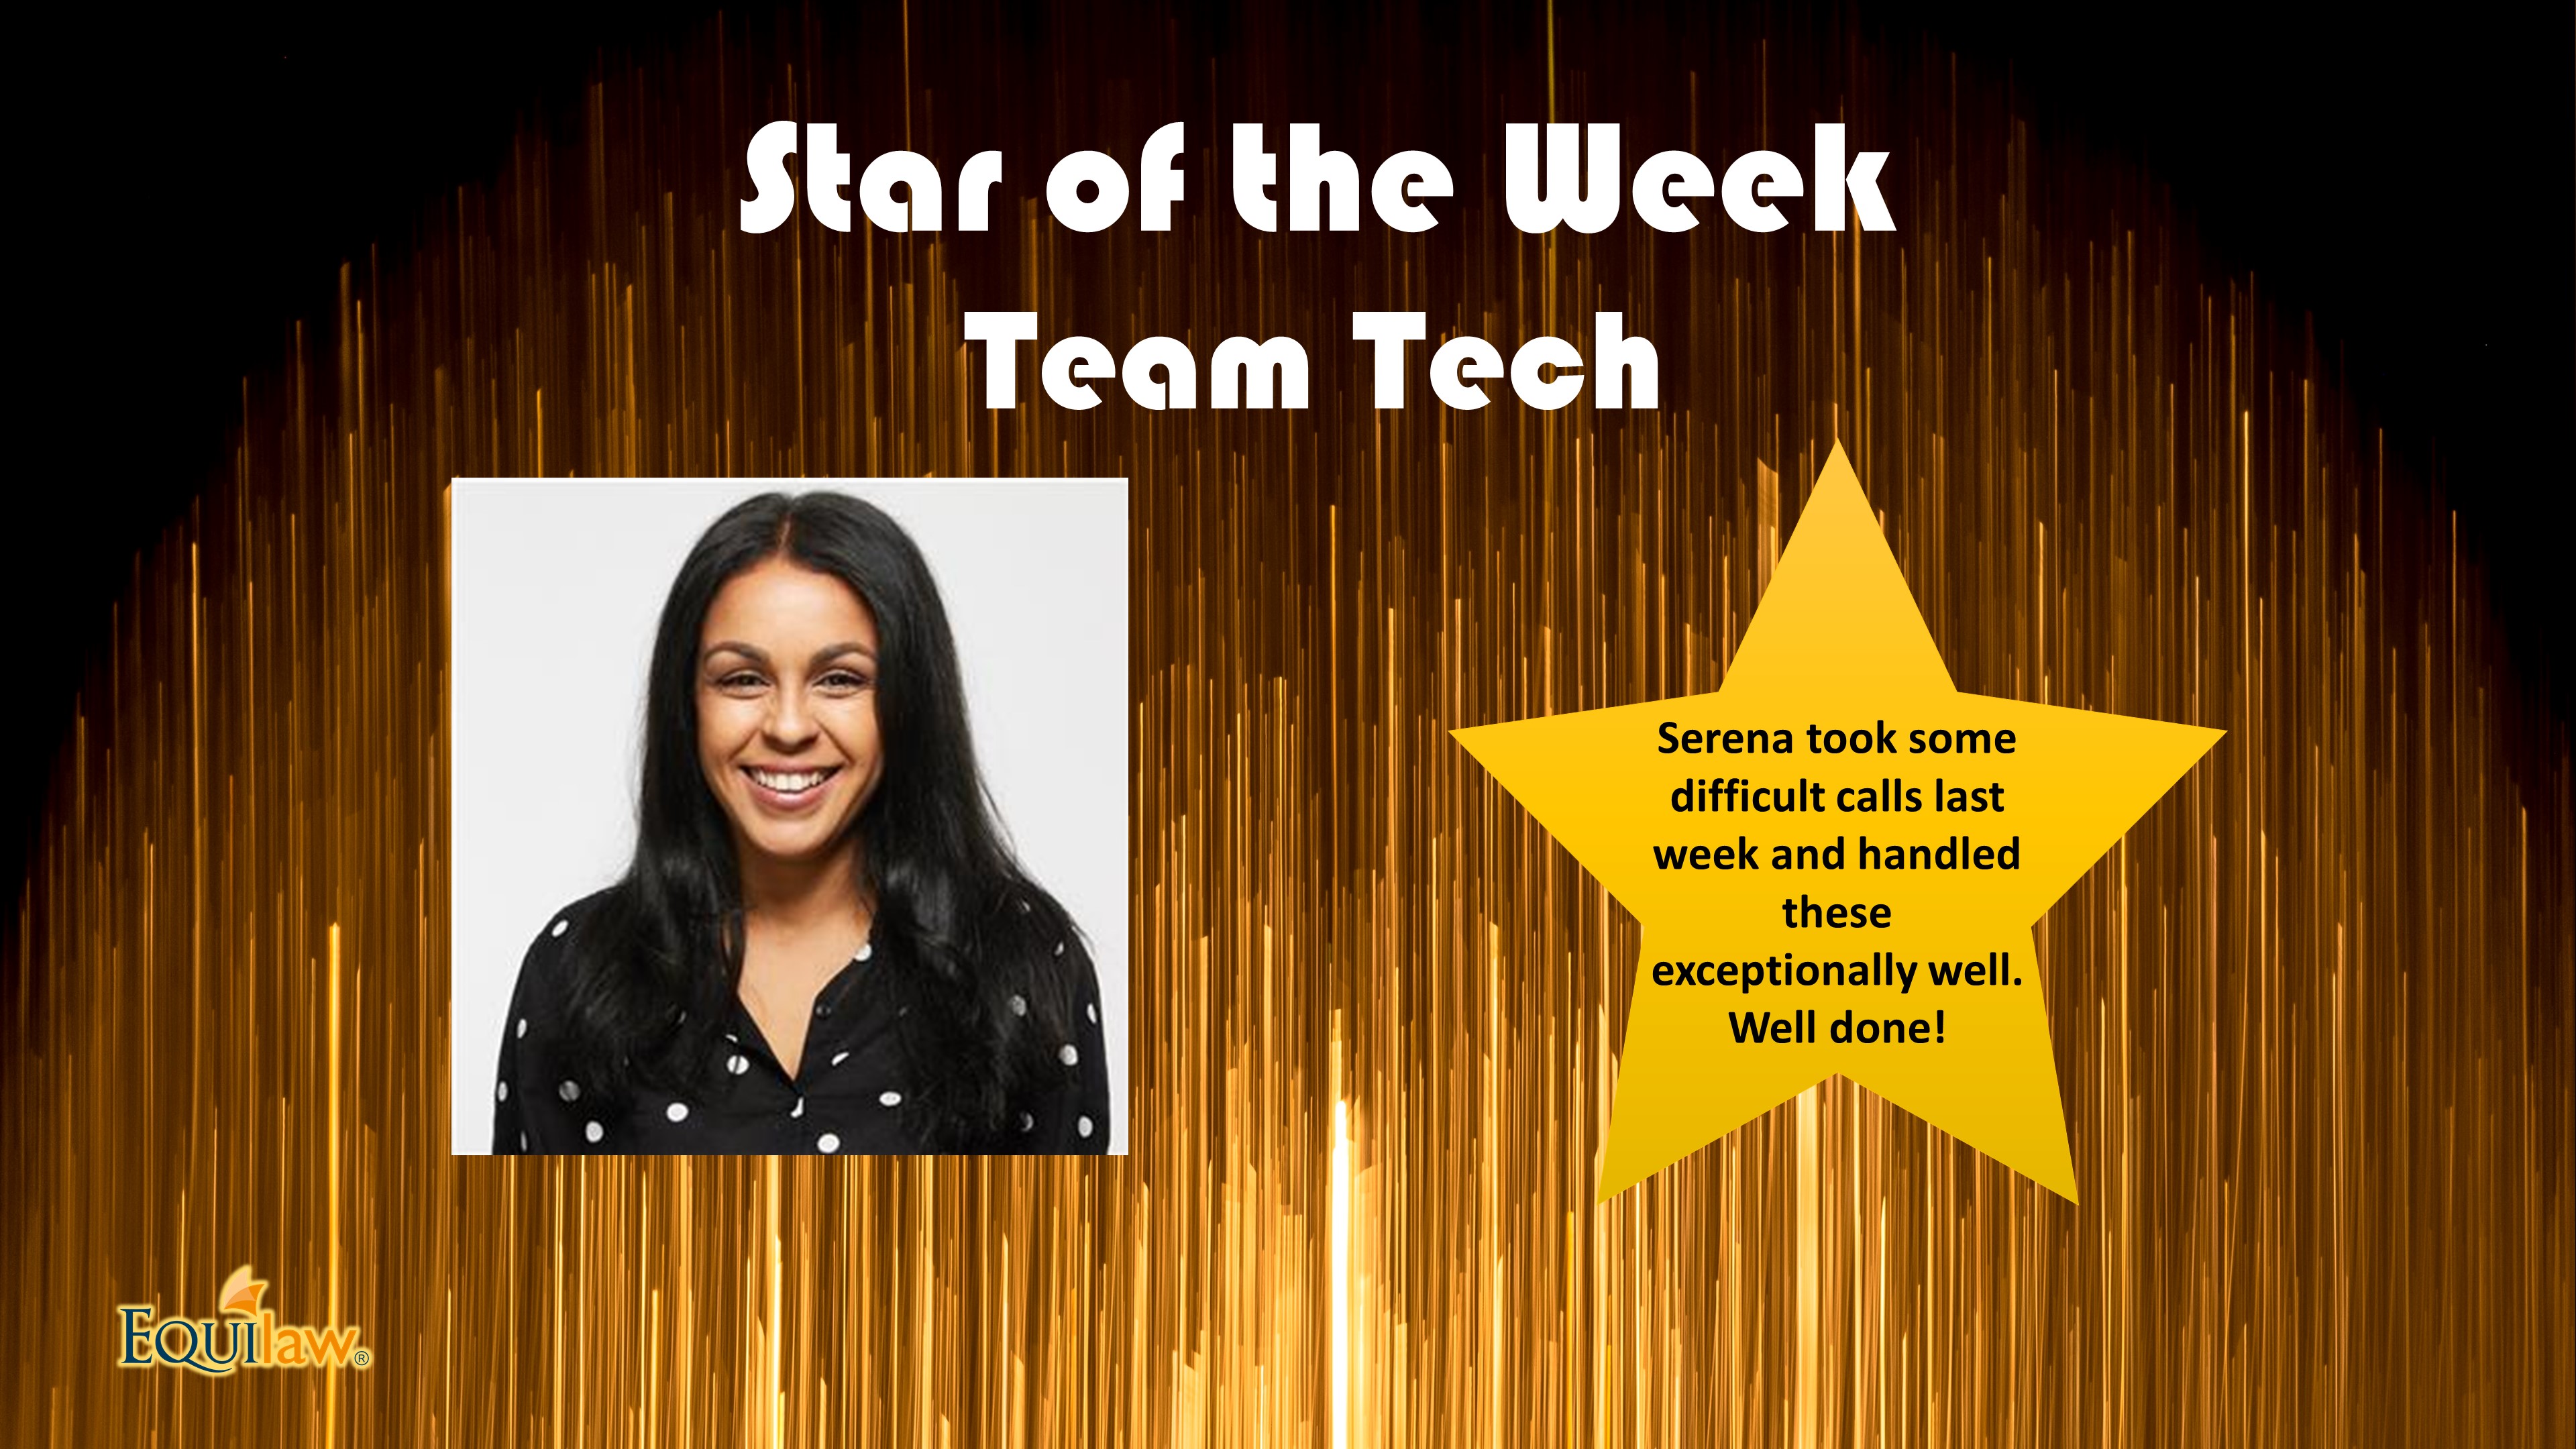 Star of the Week
Team Tech
Serena took some
difficult calls last
week and handled
these
exceptionally well.
Well done!
EQUIlaw®